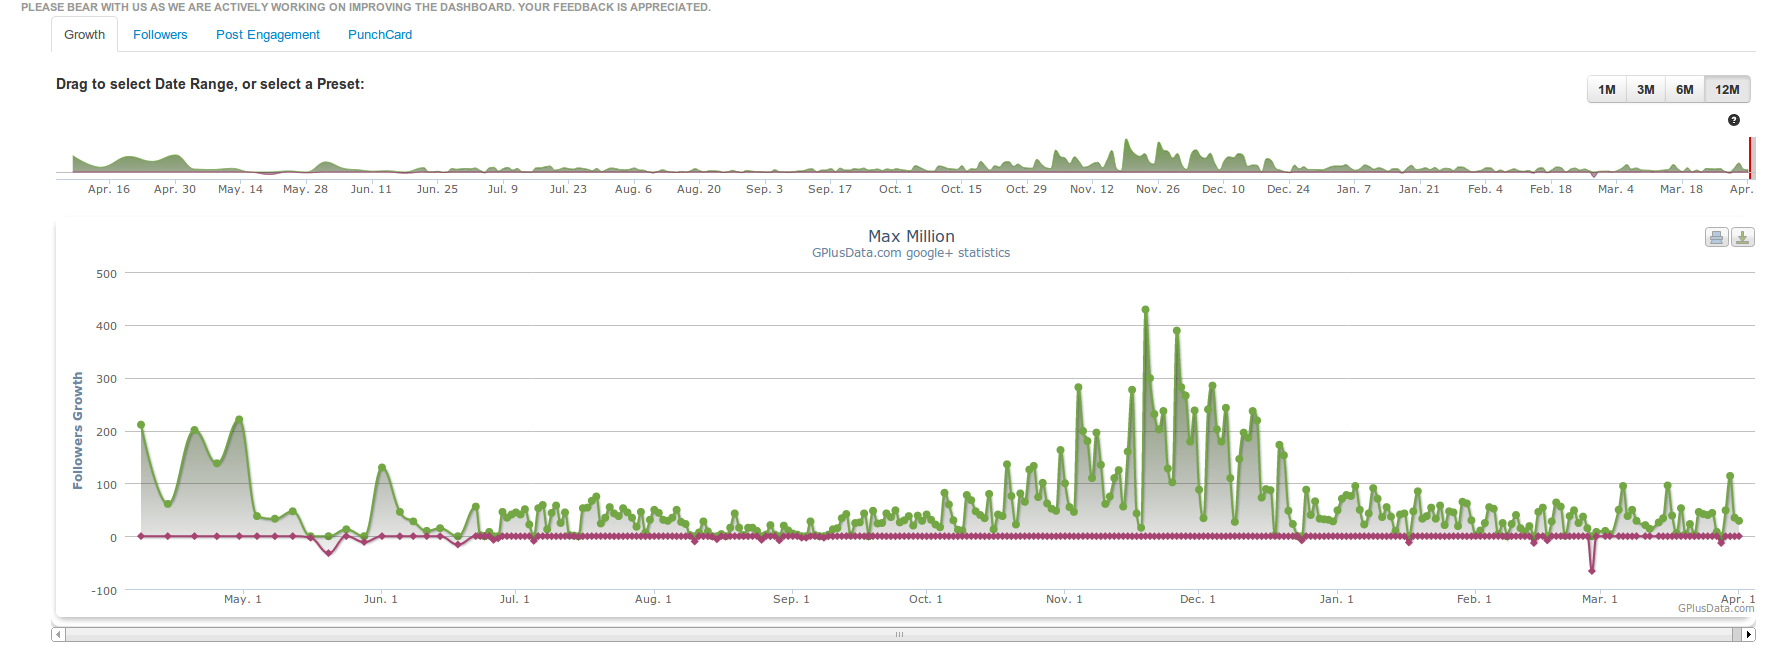 PLEASE BEAR WITH US AS WE ARE ACTIVELY WORKING ON IMPROVING THE DASHBOARD. YOUR FEEDBACK IS APPRECIATED.
Growth Followers Post Engagement PunchCard
Drag to select Date Range, or select a Preset:
1M 3M 6M 12M
?
Apr. 16 Apr. 30 May. 14 May. 28 Jun. 11 Jun. 25 Jul. 9 Jul. 23 Aug. 6 Aug. 20 Sep. 3 Sep. 17 Oct. 1 Oct. 15 Oct. 29 Nov. 12 Nov. 26 Dec. 10 Dec. 24 Jan. 7 Jan. 21 Feb. 4 Feb. 18 Mar. 4 Mar. 18 Apr.
Max Million
GPlusData.com google+ statistics
500
400
300
200
100
0
-100
Followers Growth
May. 1 Jun. 1 Jul. 1 Aug. 1 Sep. 1 Oct. 1 Nov. 1 Dec. 1 Jan. 1 Feb. 1 Mar. 1 Apr. 1
GPlusData.com